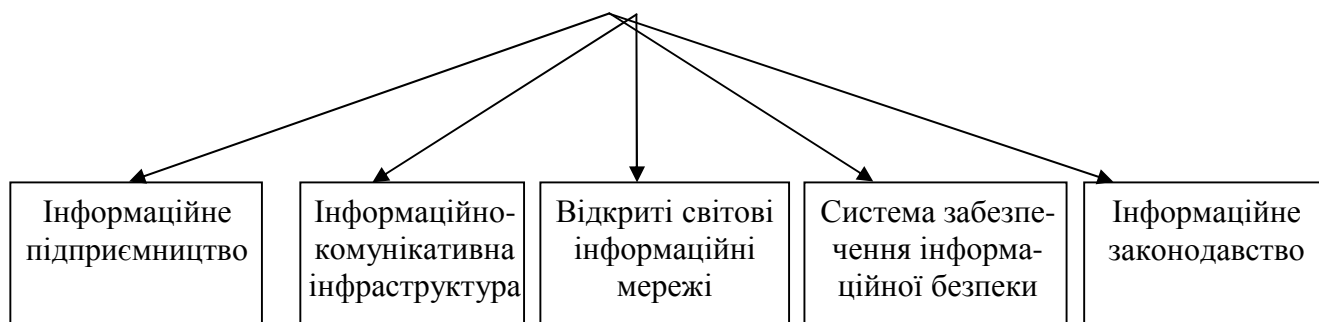 Інформаційне
підприємництво
Інформаційно-
комунікативна
інфраструктура
Відкриті світові
інформаційні
мережі
Система забезпе-
чення інформа-
ційної безпеки
Інформаційне
законодавство